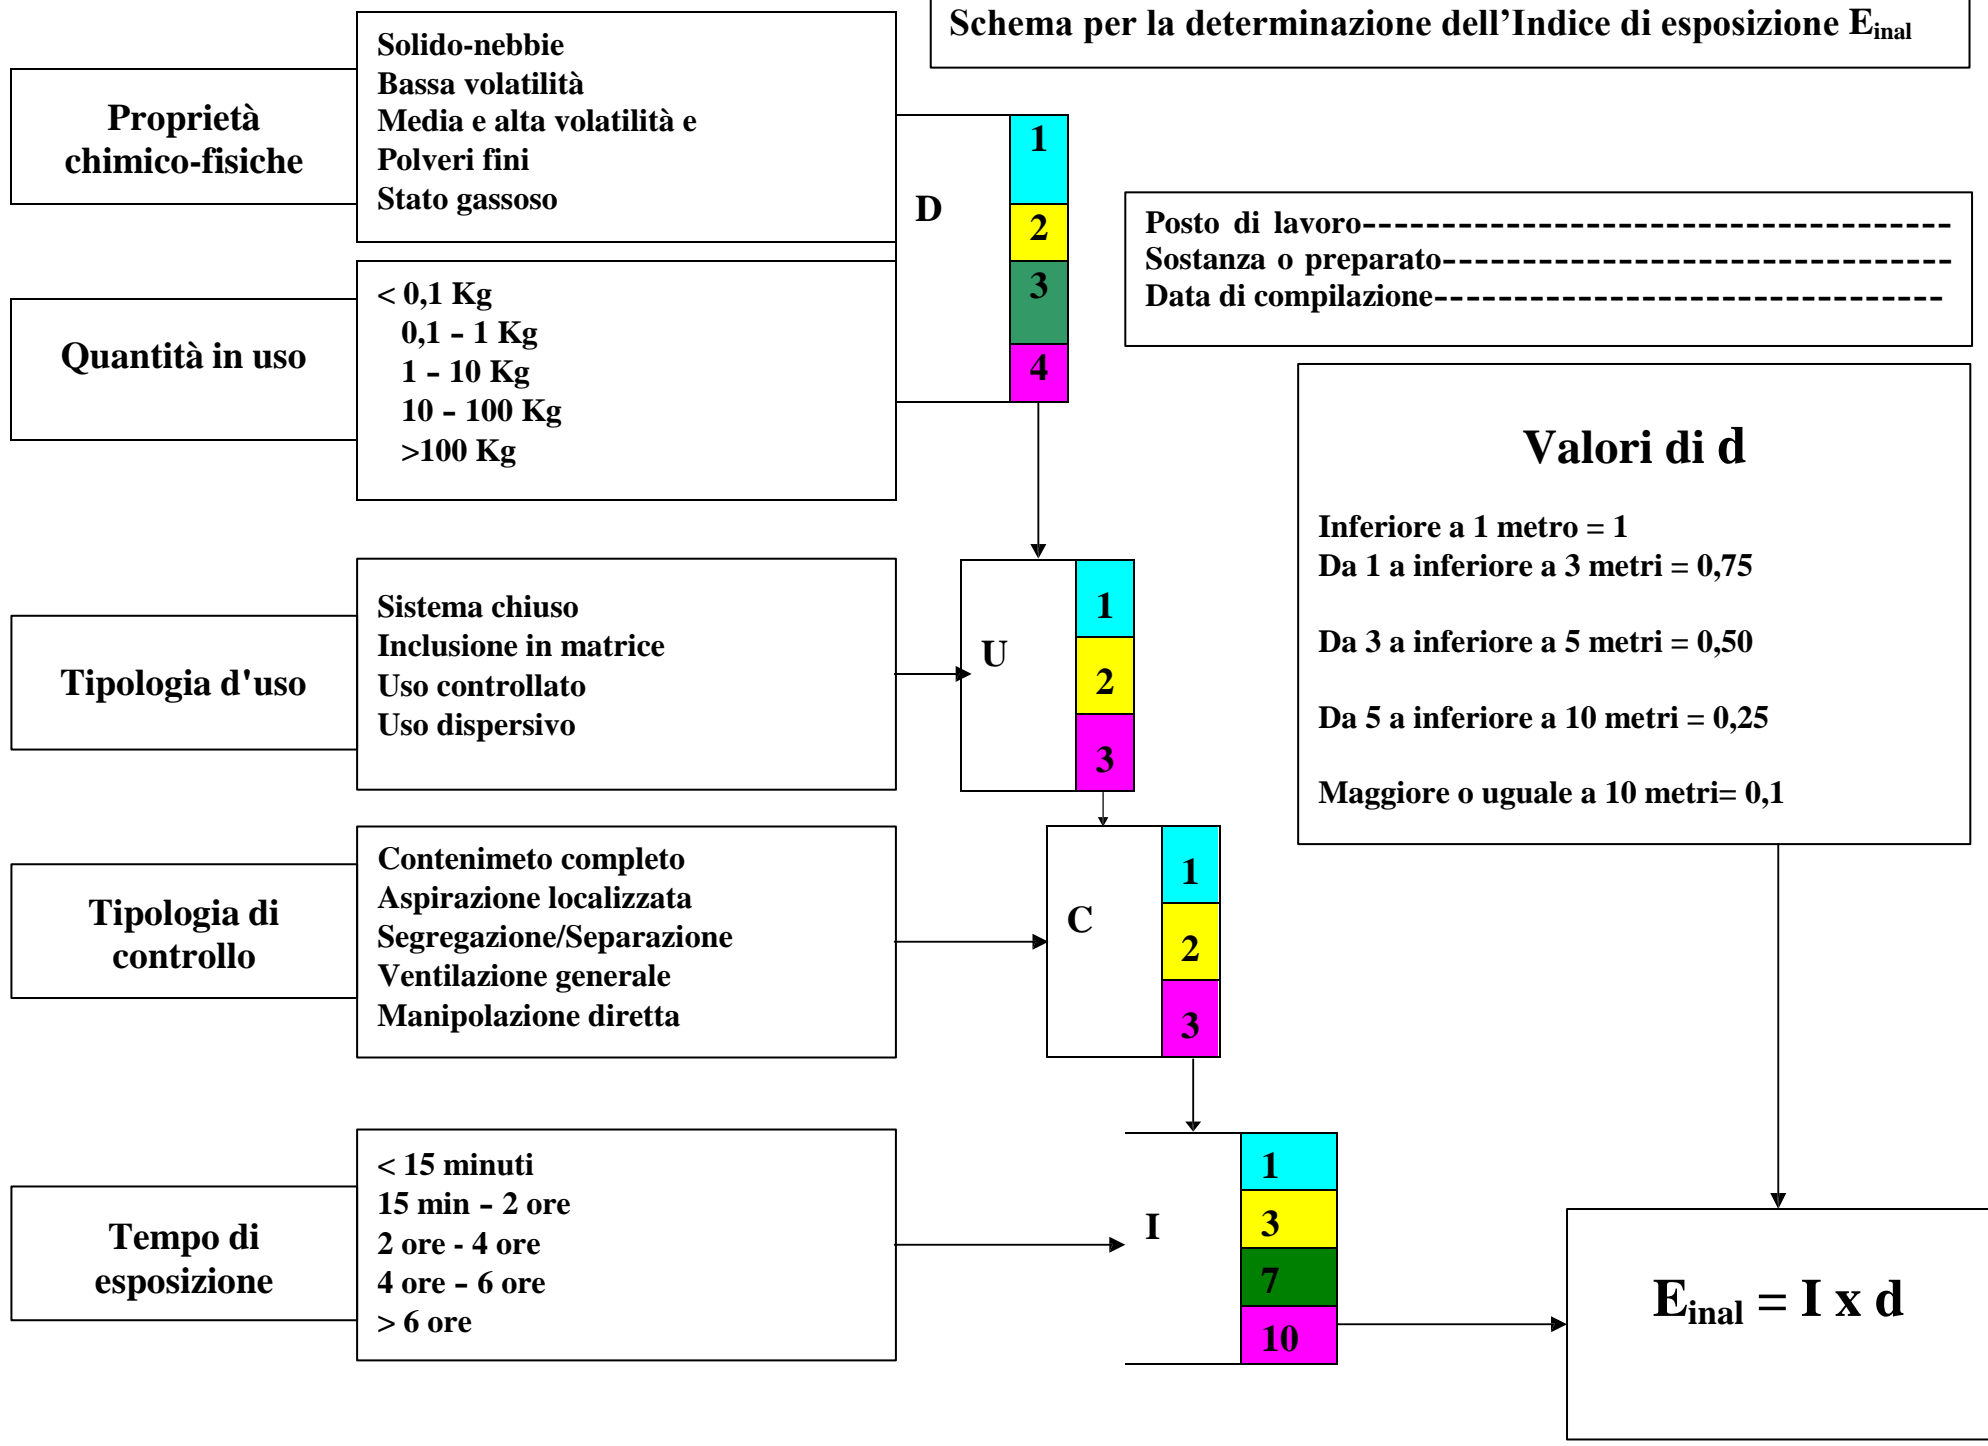 Schema per la determinazione dell'Indice di esposizione Einal
Proprietà
chimico-fisiche
Solido-nebbie
Bassa volatilità
Media e alta volatilità e
Polveri fini
Stato gassoso
D
1
2
3
4
Posto di lavoro------------------------------------
Sostanza o preparato-------------------------------
Data di compilazione-------------------------------
Quantità in uso
< 0,1 Kg
0,1 – 1 Kg
1 – 10 Kg
10 – 100 Kg
>100 Kg
Valori di d
Inferiore a 1 metro = 1
Da 1 a inferiore a 3 metri = 0,75
Da 3 a inferiore a 5 metri = 0,50
Da 5 a inferiore a 10 metri = 0,25
Maggiore o uguale a 10 metri= 0,1
Tipologia d'uso
Sistema chiuso
Inclusione in matrice
Uso controllato
Uso dispersivo
U
1
2
3
Tipologia di
controllo
Contenimeto completo
Aspirazione localizzata
Segregazione/Separazione
Ventilazione generale
Manipolazione diretta
C
1
2
3
Tempo di
esposizione
< 15 minuti
15 min – 2 ore
2 ore - 4 ore
4 ore – 6 ore
> 6 ore
I
1
3
7
10
Einal = I x d